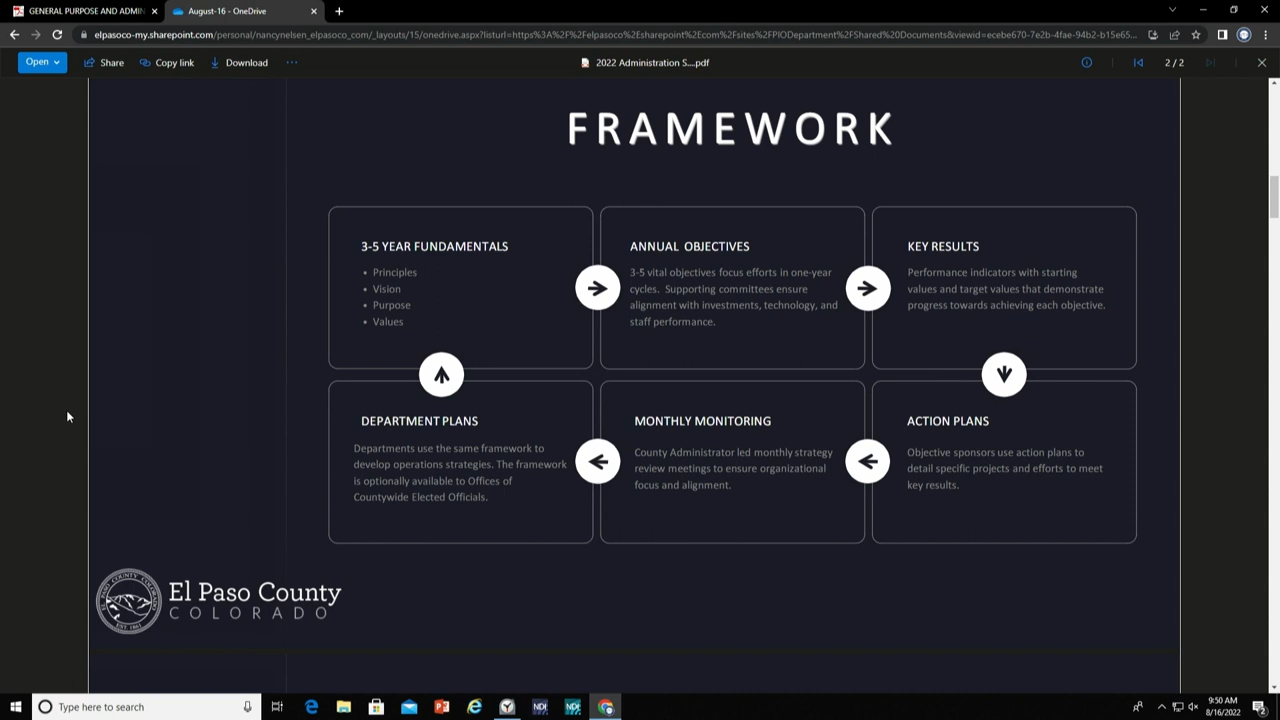 GENERAL PURPOSE AND ADMIN
August-16 - OneDrive
elpasoco-my.sharepoint.com/personal/nancynelsen_elpasoco_com/_layouts/15/onedrive.aspx?listurl=https%3A%2F%2Felpasoco%2Esharepoint%2Ecom%2Fsites%2FPIODepartment%2FShared%20Documents&viewid=ecebe670-7e2b-4fae-94b2-b15e65...
Open
Share
Copy link
Download
2022 Administration S....pdf
2/2
FRAMEWORK
3-5 YEAR FUNDAMENTALS
• Principles
• Vision
• Purpose
• Values
ANNUAL OBJECTIVES
3-5 vital objectives focus efforts in one-year
cycles. Supporting committees ensure
alignment with investments, technology, and
staff performance.
KEY RESULTS
Performance indicators with starting
values and target values that demonstrate
progress towards achieving each objective.
DEPARTMENT PLANS
Departments use the same framework to
develop operations strategies. The framework
is optionally available to Offices of
Countywide Elected Officials.
MONTHLY MONITORING
County Administrator led monthly strategy
review meetings to ensure organizational
focus and alignment.
ACTION PLANS
Objective sponsors use action plans to
detail specific projects and efforts to meet
key results.
El Paso County
COLORADO
Type here to search
9:50 AM
8/16/2022